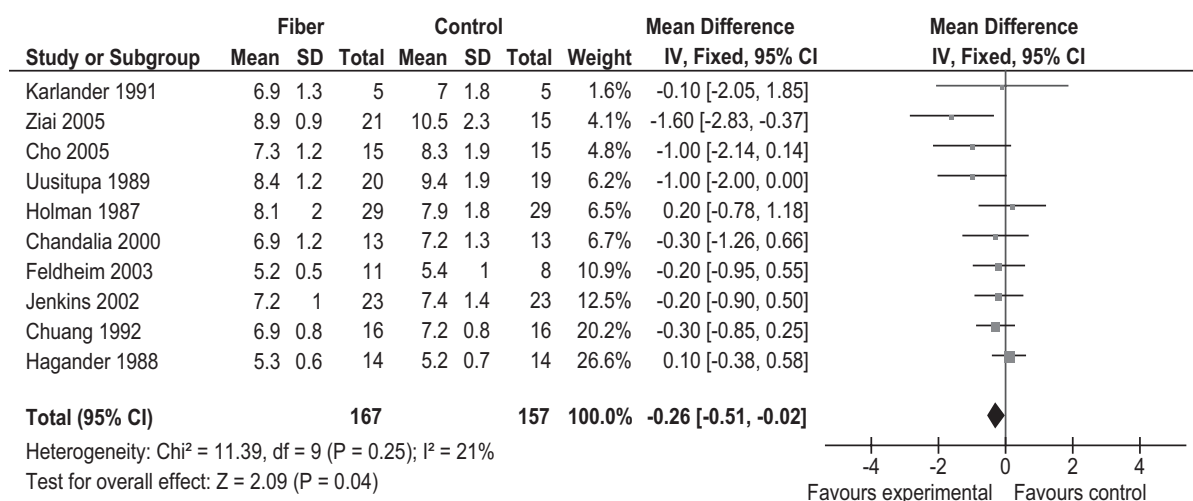 Fiber Control Mean Difference Mean Difference
Study or Subgroup Mean SD Total Mean SD Total Weight IV, Fixed, 95% CI IV, Fixed, 95% CI
Karlander 1991 6.9 1.3 5 7 1.8 5 1.6% -0.10 [-2.05, 1.85]
Ziai 2005 8.9 0.9 21 10.5 2.3 15 4.1% -1.60 [-2.83, -0.37]
Cho 2005 7.3 1.2 15 8.3 1.9 15 4.8% -1.00 [-2.14, 0.14]
Uusitupa 1989 8.4 1.2 20 9.4 1.9 19 6.2% -1.00 [-2.00, 0.00]
Holman 1987 8.1 2 29 7.9 1.8 29 6.5% 0.20 [-0.78, 1.18]
Chandalia 2000 6.9 1.2 13 7.2 1.3 13 6.7% -0.30 [-1.26, 0.66]
Feldheim 2003 5.2 0.5 11 5.4 1 8 10.9% -0.20 [-0.95, 0.55]
Jenkins 2002 7.2 1 23 7.4 1.4 23 12.5% -0.20 [-0.90, 0.50]
Chuang 1992 6.9 0.8 16 7.2 0.8 16 20.2% -0.30 [-0.85, 0.25]
Hagander 1988 5.3 0.6 14 5.2 0.7 14 26.6% 0.10 [-0.38, 0.58]
Total (95% CI) 167 157 100.0% -0.26 [-0.51, -0.02]
Heterogeneity: Chi² = 11.39, df = 9 (P = 0.25); I² = 21%
Test for overall effect: Z = 2.09 (P = 0.04)
-4 -2 0 2 4
Favours experimental Favours control